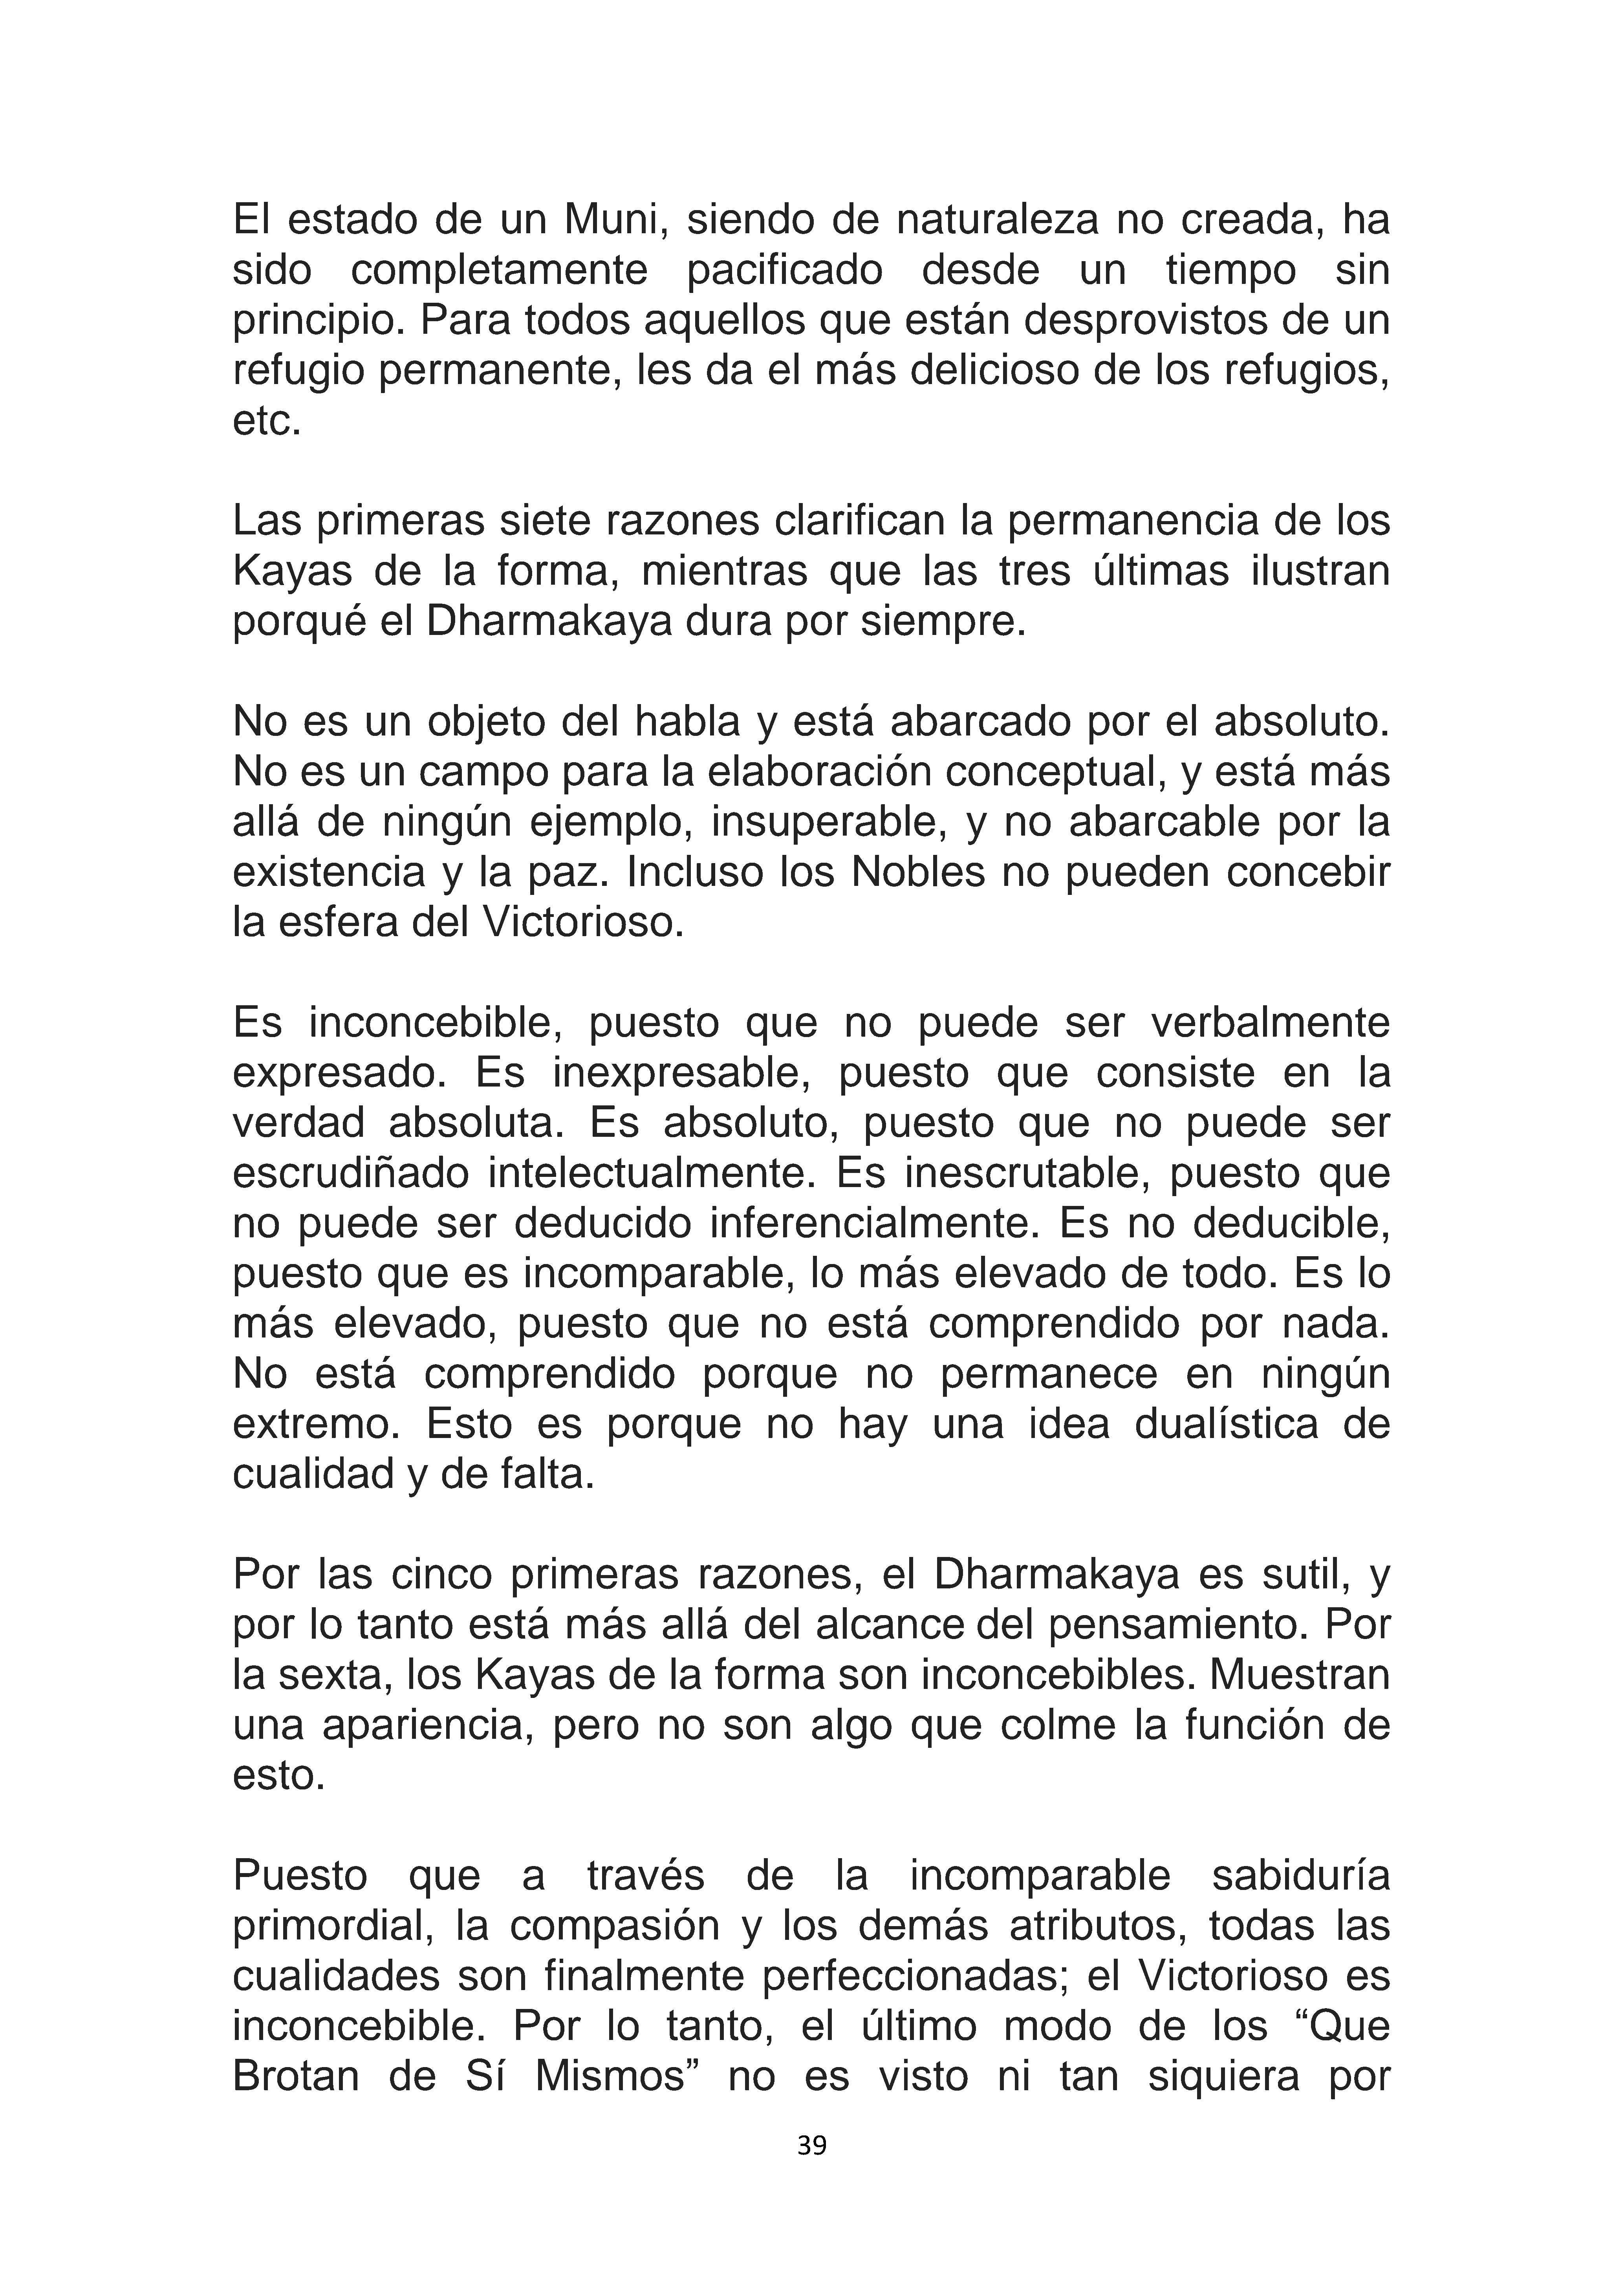 El estado de un Muni, siendo de naturaleza no creada, ha
sido completamente pacificado desde un tiempo sin
principio. Para todos aquellos que están desprovistos de un
refugio permanente, les da el más delicioso de los refugios,
etc.
Las primeras siete razones clarifican la permanencia de los
Kayas de la forma, mientras que las tres últimas ilustran
porqué el Dharmakaya dura por siempre.
No es un objeto del habla y está abarcado por el absoluto.
No es un campo para la elaboración conceptual, y está más
allá de ningún ejemplo, insuperable, y no abarcable por la
existencia y la paz. Incluso los Nobles no pueden concebir
la esfera del Victorioso.
Es inconcebible, puesto que no puede ser verbalmente
expresado. Es inexpresable, puesto que consiste en la
verdad absoluta. Es absoluto, puesto que no puede ser
escrudiñado intelectualmente. Es inescrutable, puesto que
no puede ser deducido inferencialmente. Es no deducible,
puesto que es incomparable, lo más elevado de todo. Es lo
más elevado, puesto que no está comprendido por nada.
No está comprendido porque no permanece en ningún
extremo. Esto es porque no hay una idea dualística de
cualidad y de falta.
Por las cinco primeras razones, el Dharmakaya es sutil, y
por lo tanto está más allá del alcance del pensamiento. Por
la sexta, los Kayas de la forma son inconcebibles. Muestran
una apariencia, pero no son algo que colme la función de
esto.
Puesto que a través de la incomparable sabiduría
primordial, la compasión y los demás atributos, todas las
cualidades son finalmente perfeccionadas; el Victorioso es
inconcebible. Por lo tanto, el último modo de los “Que
Brotan de Sí Mismos” no es visto ni tan siquiera por
39